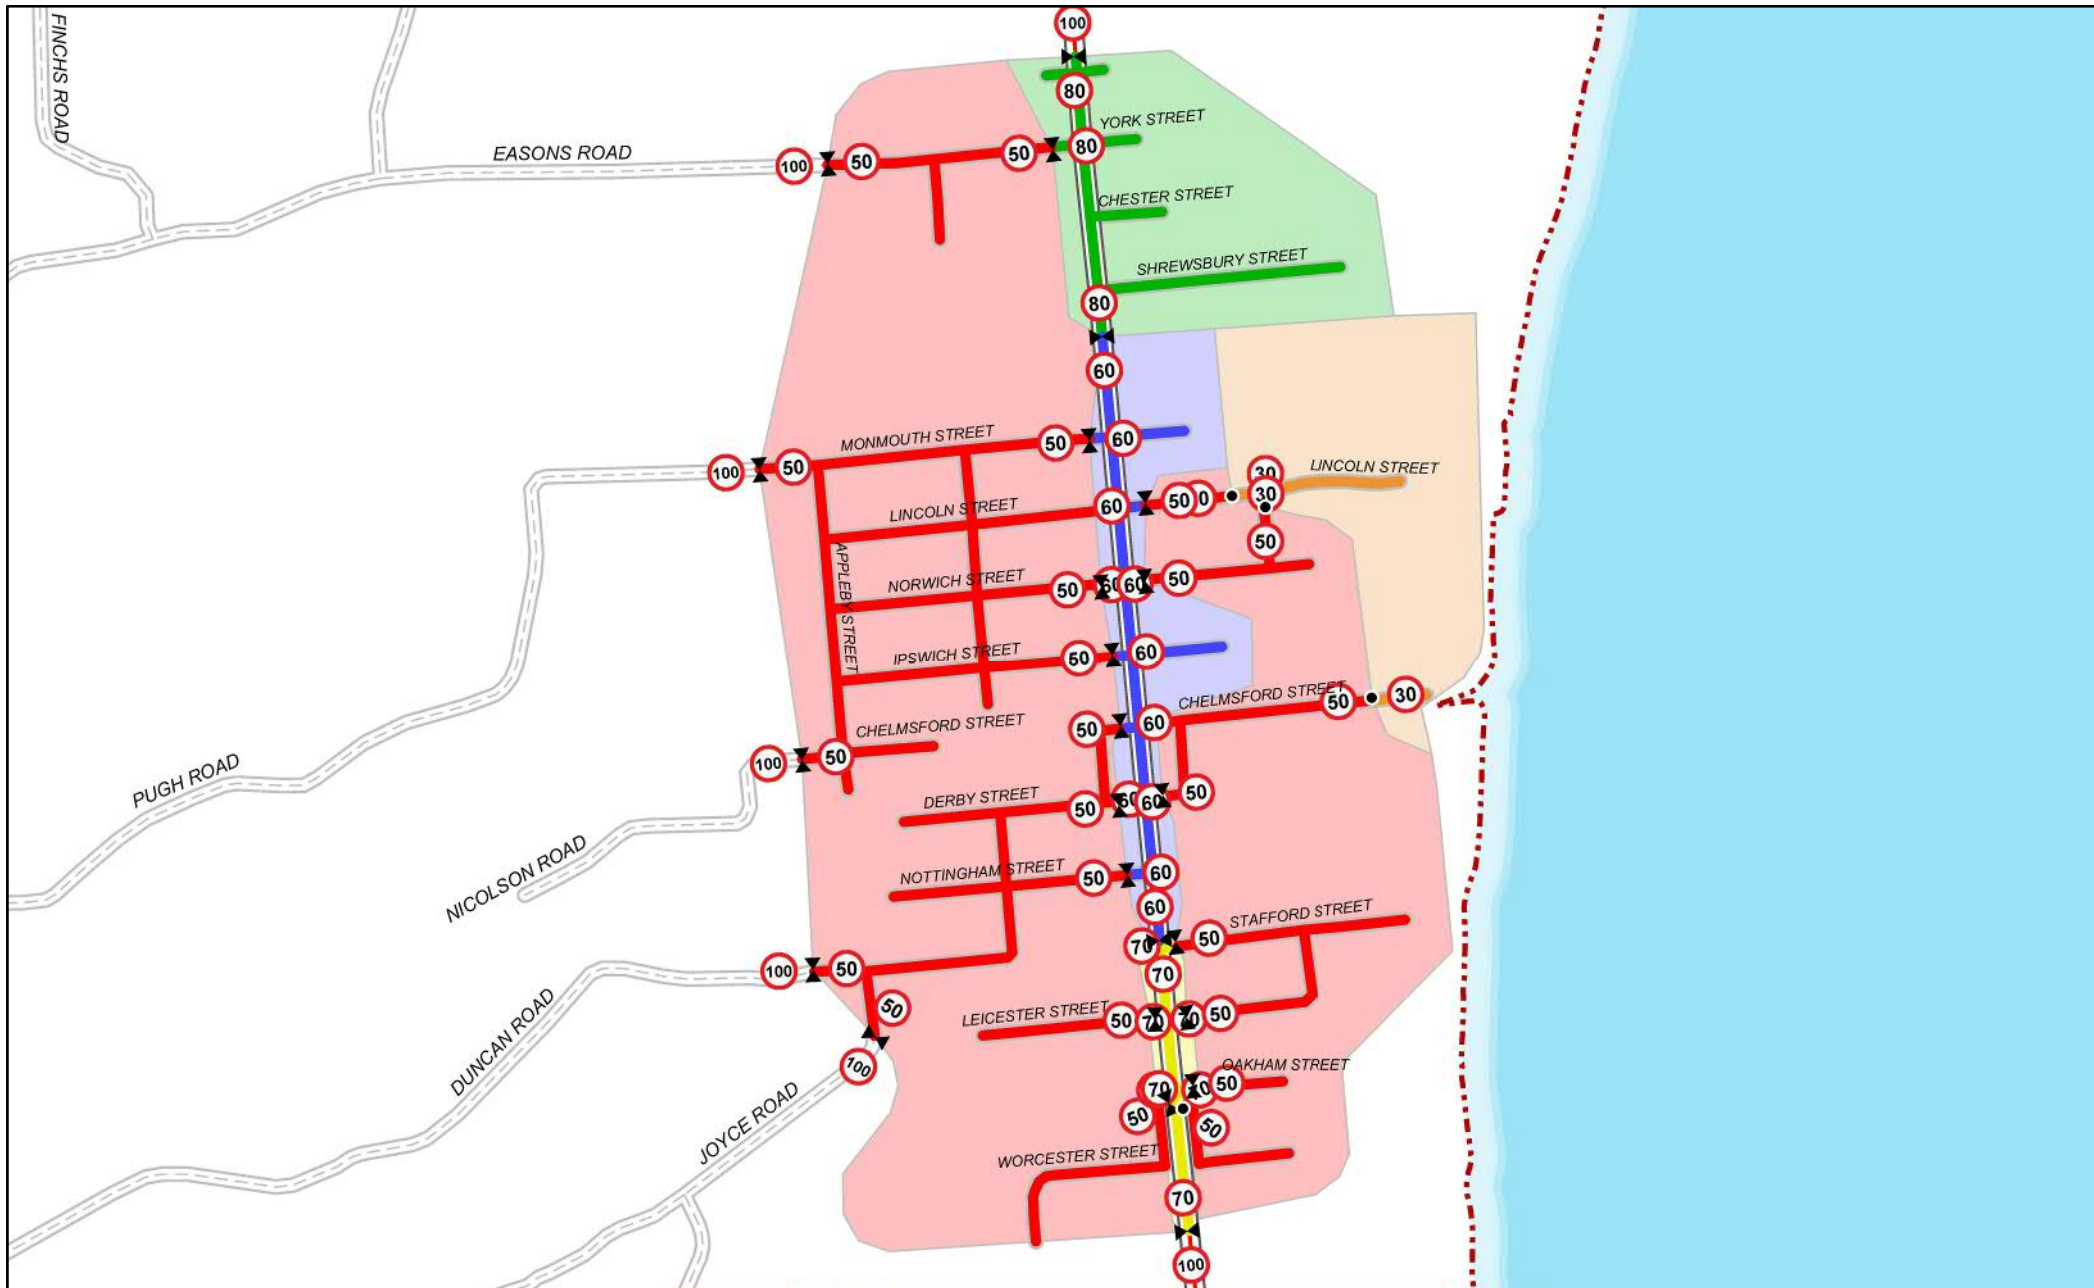 100
FINCHS ROAD
80
YORK STREET
80
EASONS ROAD
100
50
50
CHESTER STREET
SHREWSBURY STREET
80
60
MONMOUTH STREET
50
60
100
50
30
LINCOLN STREET
LINCOLN STREET
60
50
30
50
APPLEBY STREET
NORWICH STREET
50
60
60
50
IPSWICH STREET
50
60
CHELMSFORD STREET
50
30
CHELMSFORD STREET
50
60
100
50
PUGH ROAD
DERBY STREET
50
60
60
50
NICOLSON ROAD
NOTTINGHAM STREET
50
60
60
STAFFORD STREET
70
50
100
50
70
DUNCAN ROAD
50
LEICESTER STREET
50
70
70
50
100
OAKHAM STREET
70
70
50
50
50
JOYCE ROAD
WORCESTER STREET
70
100